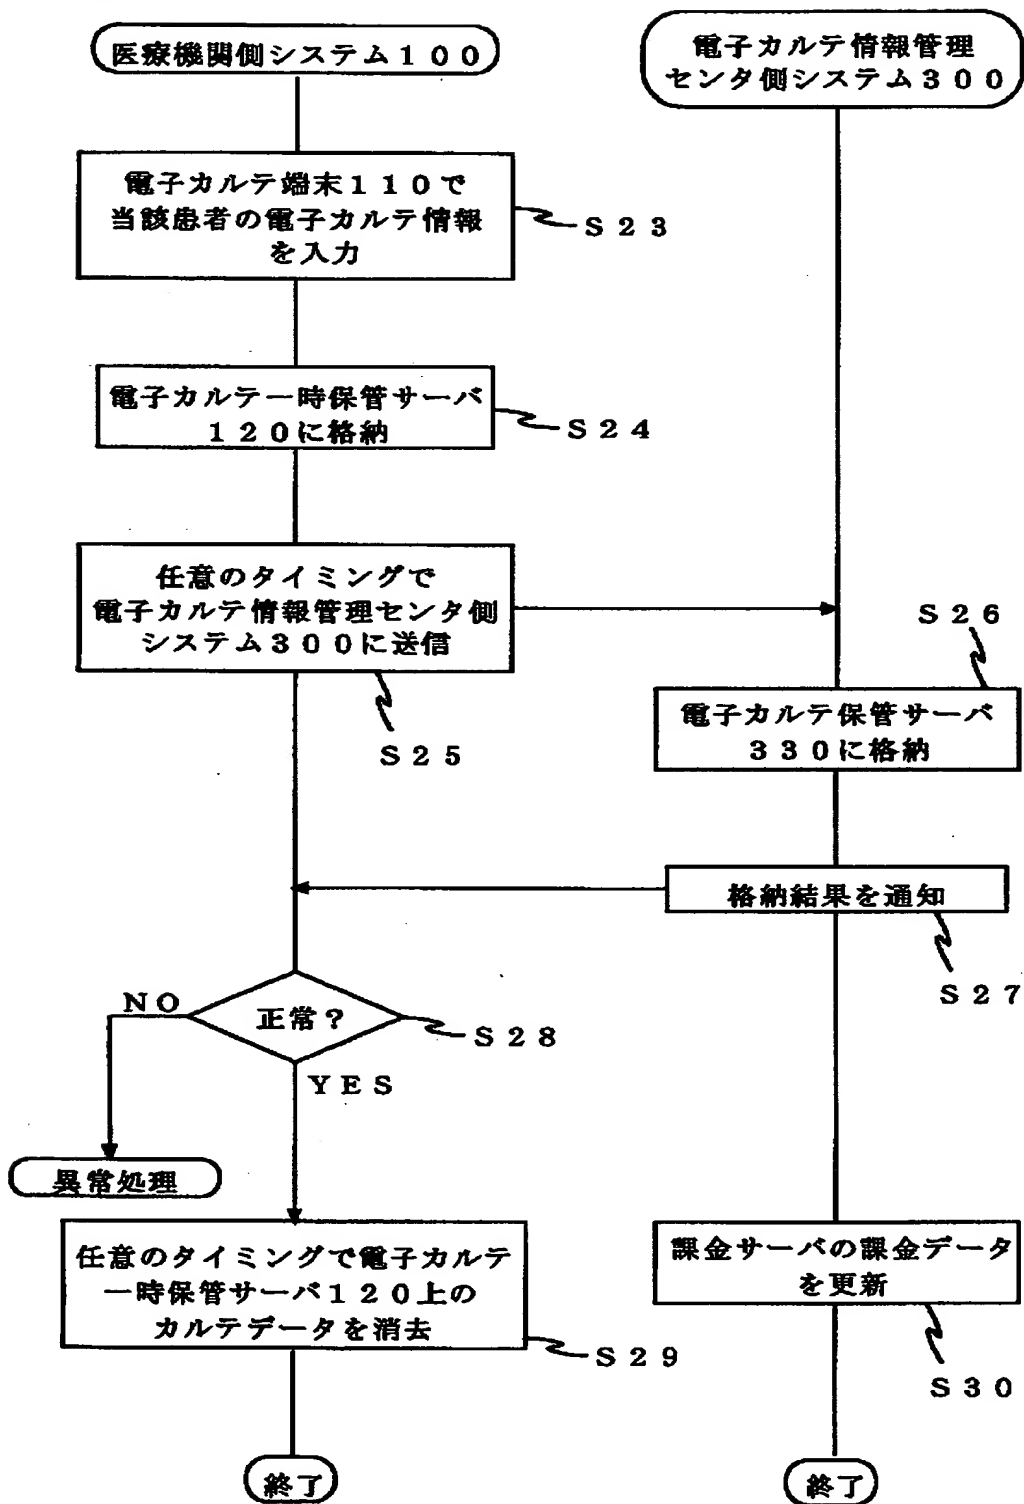 医療機関側システム１００
電子カルテ情報管理
センタ側システム３００
電子カルテ端末１１０で
当該患者の電子カルテ情報
を入力
Ｓ２３
電子カルテ一時保管サーバ
１２０に格納
Ｓ２４
任意のタイミングで
電子カルテ情報管理センタ側
システム３００に送信
Ｓ２５
Ｓ２６
電子カルテ保管サーバ
３３０に格納
格納結果を通知
Ｓ２７
正常？
Ｓ２８
ＮＯ
ＹＥＳ
異常処理
任意のタイミングで電子カルテ
一時保管サーバ１２０上の
カルテデータを消去
Ｓ２９
課金サーバの課金データ
を更新
Ｓ３０
終了
終了